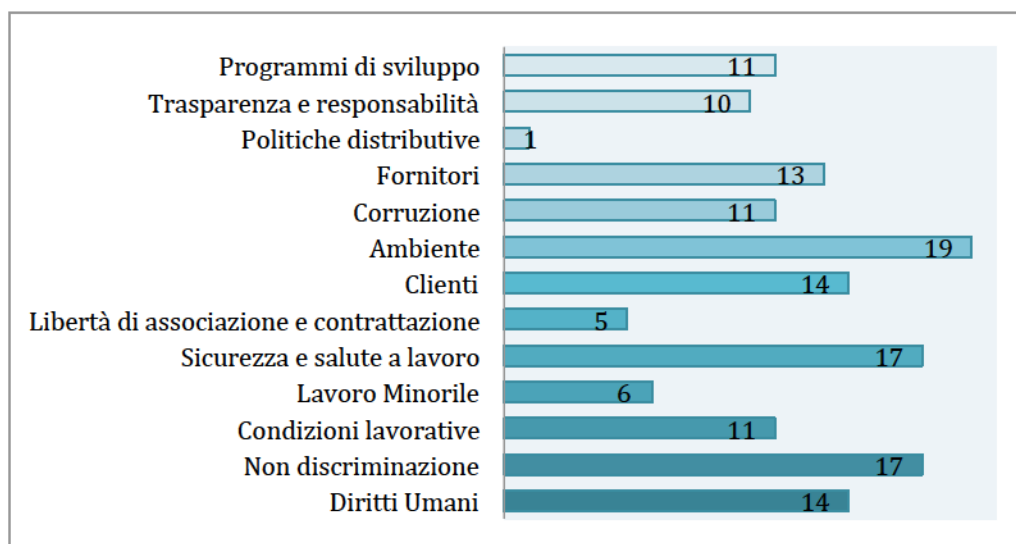 Programmi di sviluppo 11
Trasparenza e responsabilità 10
Politiche distributive 1
Fornitori 13
Corruzione 11
Ambiente 19
Clienti 14
Libertà di associazione e contrattazione 5
Sicurezza e salute a lavoro 17
Lavoro Minorile 6
Condizioni lavorative 11
Non discriminazione 17
Diritti Umani 14